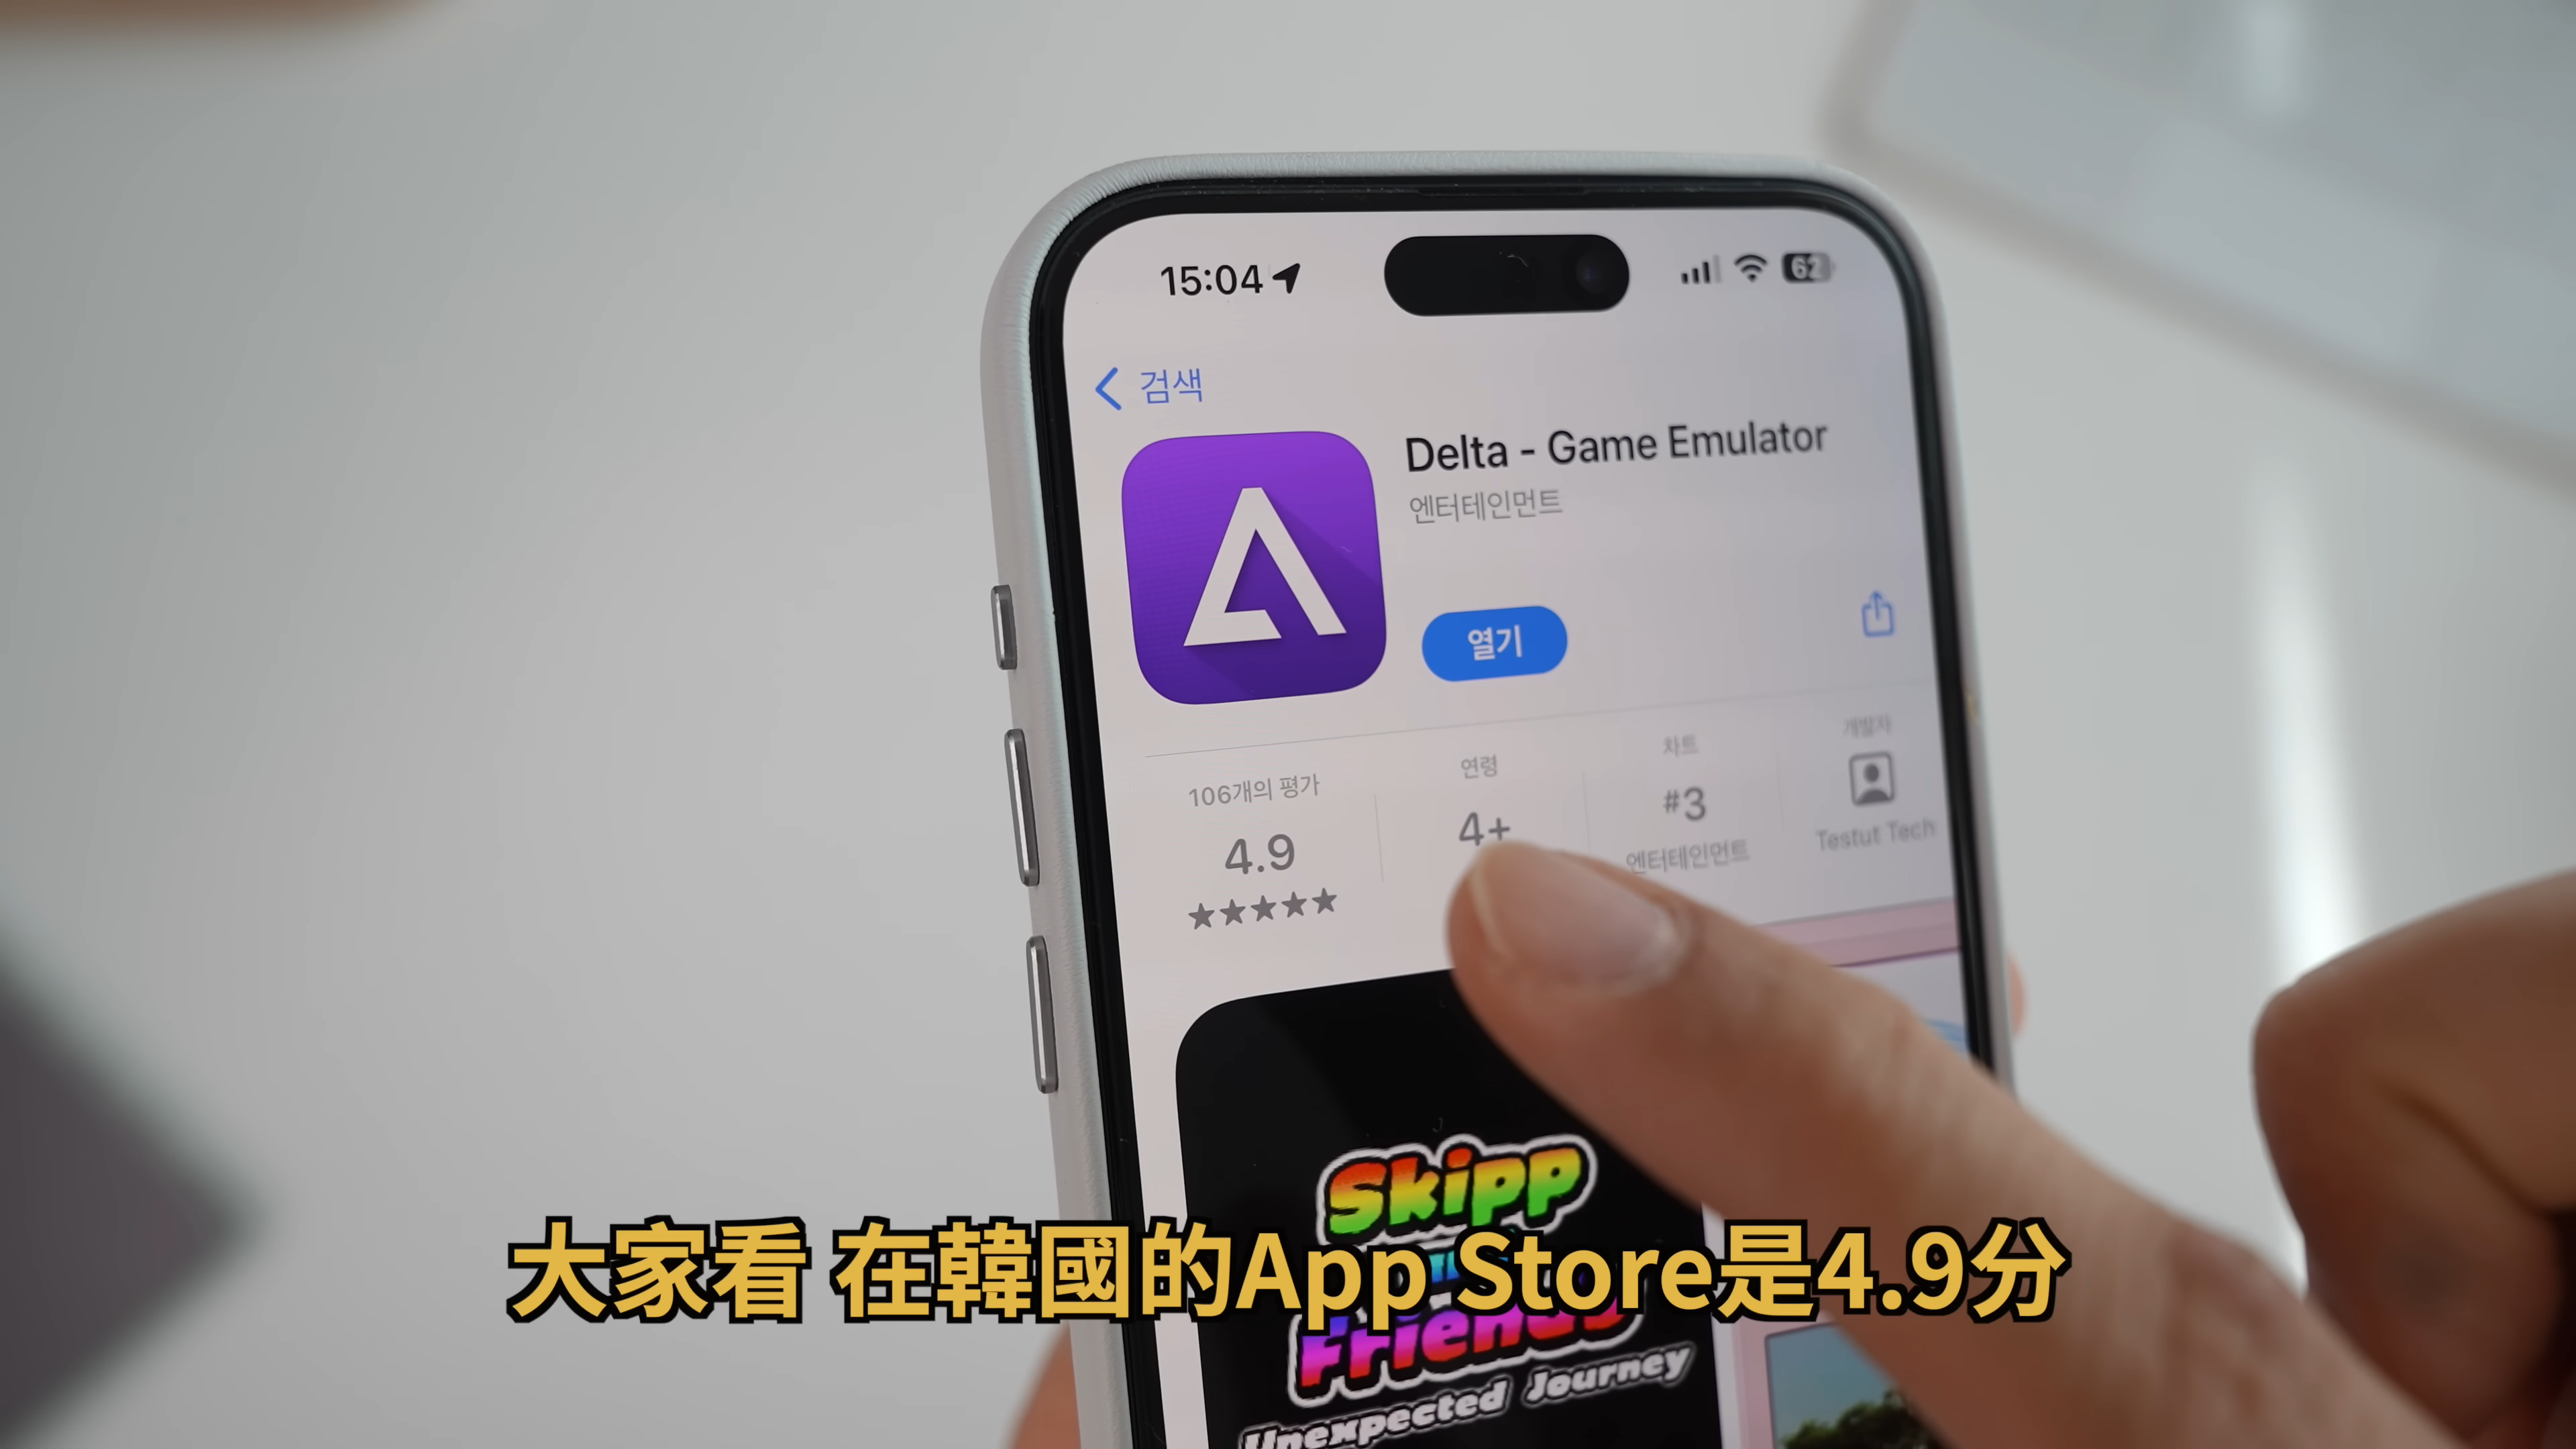 15:04
62
검색
Delta - Game Emulator
엔터테인먼트
열기
106개의 평가
4.9
★★★★★
연령
4+
차트
#3
엔터테인먼트
개발자
Testut Tech
Skipp
Friends
Unexpected Journey
大家看 在韓國的App Store是4.9分